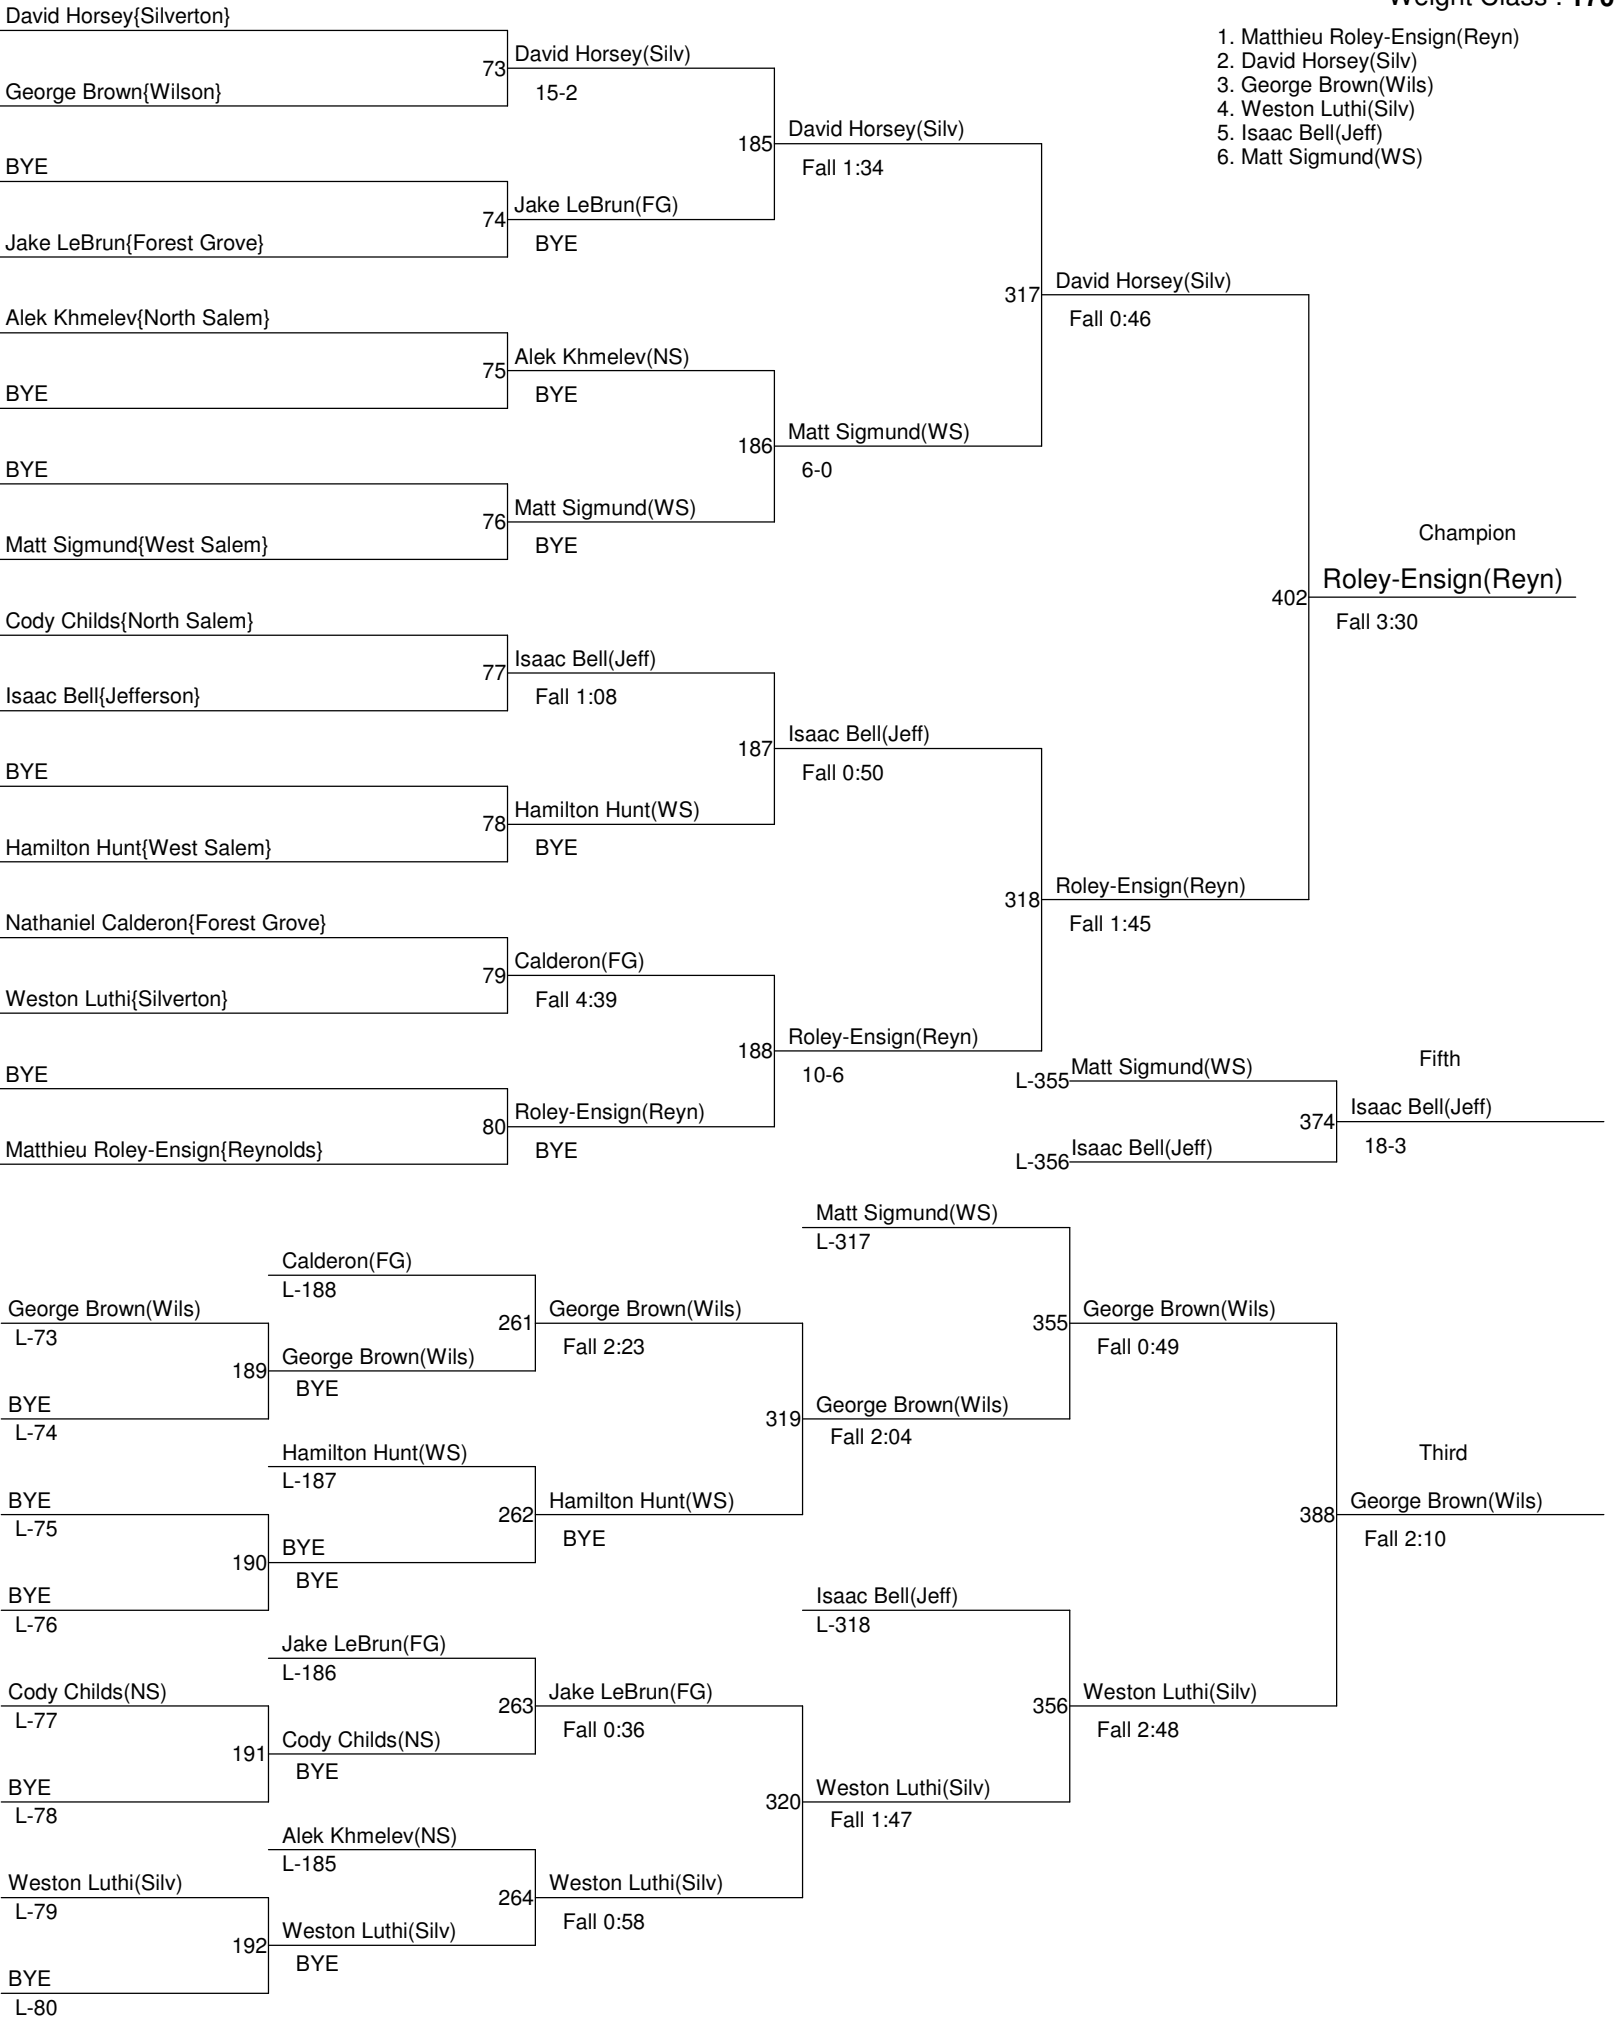 Weight Class :
1. Matthieu Roley-Ensign(Reyn)
2. David Horsey(Silv)
3. George Brown(Wils)
4. Weston Luthi(Silv)
5. Isaac Bell(Jeff)
6. Matt Sigmund(WS)
David Horsey{Silverton}
73
David Horsey(Silv)
15-2
George Brown{Wilson}
185
David Horsey(Silv)
Fall 1:34
BYE
74
Jake LeBrun(FG)
BYE
Jake LeBrun{Forest Grove}
317
David Horsey(Silv)
Fall 0:46
Alek Khmelev{North Salem}
75
Alek Khmelev(NS)
BYE
BYE
186
Matt Sigmund(WS)
6-0
BYE
76
Matt Sigmund(WS)
BYE
Matt Sigmund{West Salem}
Champion
402
Roley-Ensign(Reyn)
Fall 3:30
Cody Childs{North Salem}
77
Isaac Bell(Jeff)
Fall 1:08
Isaac Bell{Jefferson}
187
Isaac Bell(Jeff)
Fall 0:50
BYE
78
Hamilton Hunt(WS)
BYE
Hamilton Hunt{West Salem}
318
Roley-Ensign(Reyn)
Fall 1:45
Nathaniel Calderon{Forest Grove}
79
Calderon(FG)
Fall 4:39
Weston Luthi{Silverton}
188
Roley-Ensign(Reyn)
10-6
BYE
80
Roley-Ensign(Reyn)
BYE
Matthieu Roley-Ensign{Reynolds}
Fifth
L-355
Matt Sigmund(WS)
374
Isaac Bell(Jeff)
18-3
L-356
Isaac Bell(Jeff)
Matt Sigmund(WS)
L-317
Calderon(FG)
L-188
George Brown(Wils)
L-73
261
George Brown(Wils)
Fall 2:23
355
George Brown(Wils)
Fall 0:49
189
George Brown(Wils)
BYE
BYE
L-74
319
George Brown(Wils)
Fall 2:04
Hamilton Hunt(WS)
L-187
Third
BYE
L-75
262
Hamilton Hunt(WS)
BYE
388
George Brown(Wils)
Fall 2:10
190
BYE
BYE
BYE
L-76
Isaac Bell(Jeff)
L-318
Jake LeBrun(FG)
L-186
Cody Childs(NS)
L-77
263
Jake LeBrun(FG)
Fall 0:36
356
Weston Luthi(Silv)
Fall 2:48
191
Cody Childs(NS)
BYE
BYE
L-78
320
Weston Luthi(Silv)
Fall 1:47
Alek Khmelev(NS)
L-185
Weston Luthi(Silv)
L-79
264
Weston Luthi(Silv)
Fall 0:58
192
Weston Luthi(Silv)
BYE
BYE
L-80